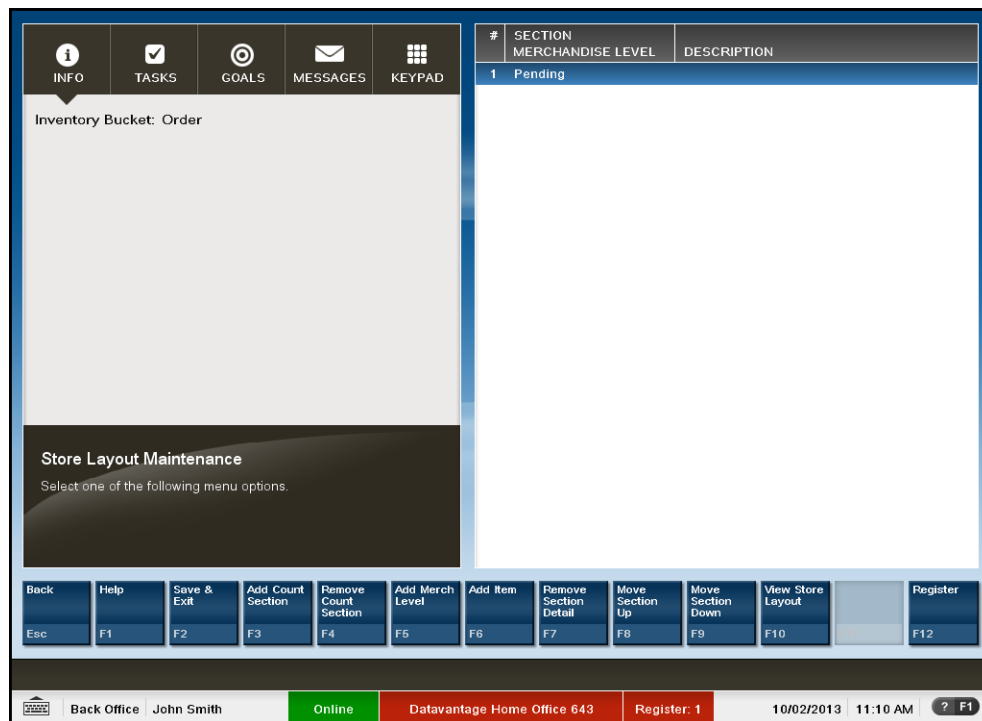 INFO
TASKS
GOALS
MESSAGES
KEYPAD
Inventory Bucket: Order
Store Layout Maintenance
Select one of the following menu options.
# SECTION
MERCHANDISE LEVEL DESCRIPTION
1 Pending
Back
Esc
Help
F1
Save &
Exit
F2
Add Count
Section
F3
Remove
Count
Section
F4
Add Merch
Level
F5
Add Item
F6
Remove
Section
Detail
F7
Move
Section
Up
F8
Move
Section
Down
F9
View Store
Layout
F10
Register
F12
Back Office John Smith Online Datavantage Home Office 643 Register: 1 10/02/2013 11:10 AM ? F1